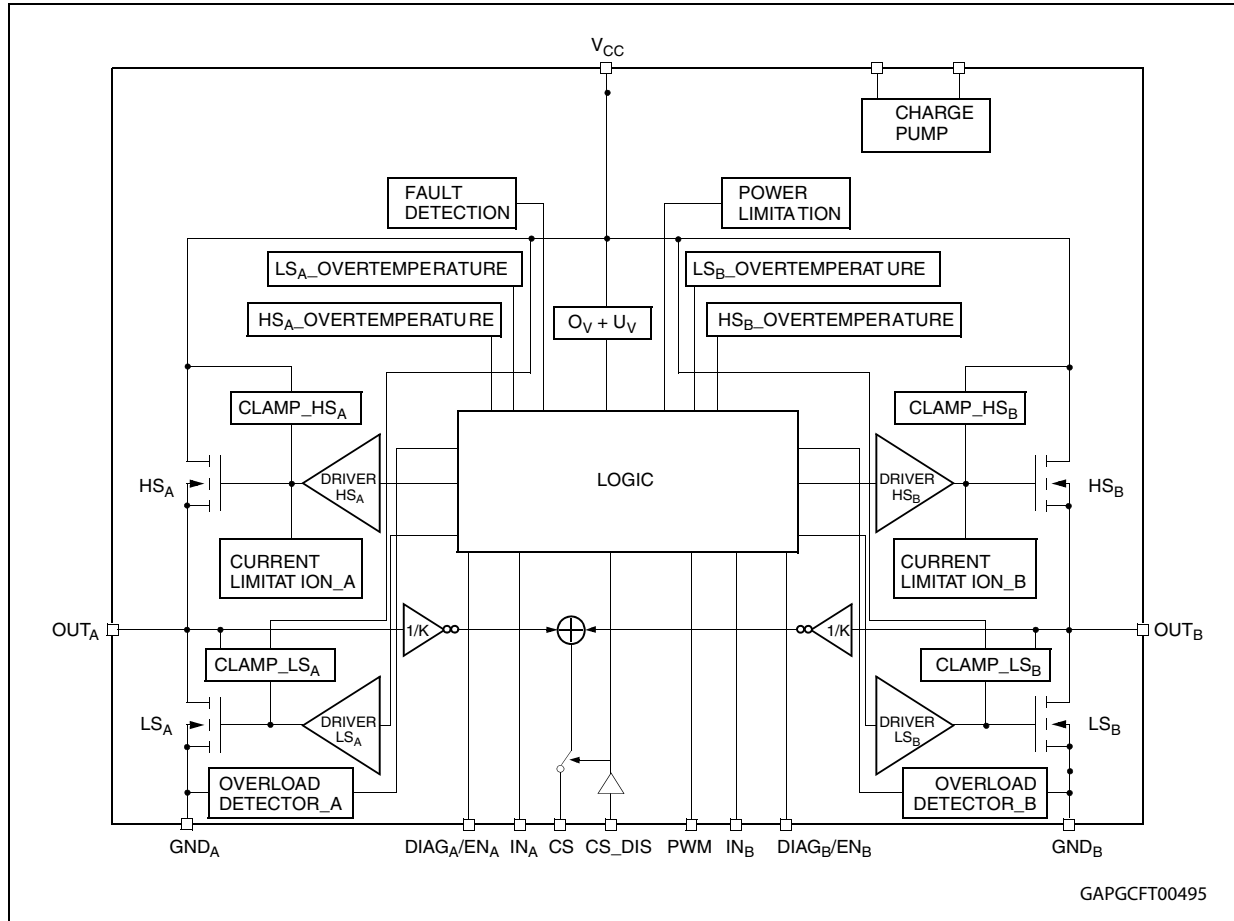 VCC
CHARGE
PUMP
FAULT
DETECTION
POWER
LIMITATION
LSA_OVERTEMPERATURE
LSB_OVERTEMPERATURE
HSA_OVERTEMPERATURE
OV + UV
HSB_OVERTEMPERATURE
CLAMP_HSA
CLAMP_HSB
HSA
DRIVER
HSA
LOGIC
DRIVER
HSB
HSB
CURRENT
LIMITATION_A
CURRENT
LIMITATION_B
OUTA
1/K
1/K
OUTB
CLAMP_LSA
CLAMP_LSB
LSA
DRIVER
LSA
DRIVER
LSB
LSB
OVERLOAD
DETECTOR_A
OVERLOAD
DETECTOR_B
GNDA
DIAGA/ENA
INA
CS
CS_DIS
PWM
INB
DIAGB/ENB
GNDB
GAPGCFT00495